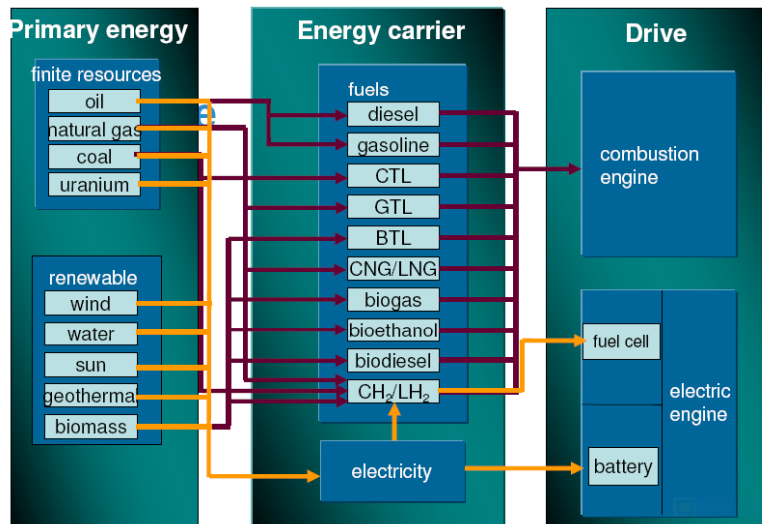 Primary energy
finite resources
oil
natural gas
coal
uranium
renewable
wind
water
sun
geothermal
biomass
Energy carrier
fuels
diesel
gasoline
CTL
GTL
BTL
CNG/LNG
biogas
bioethanol
biodiesel
CH₂/LH₂
electricity
Drive
combustion
engine
fuel cell
electric
engine
battery